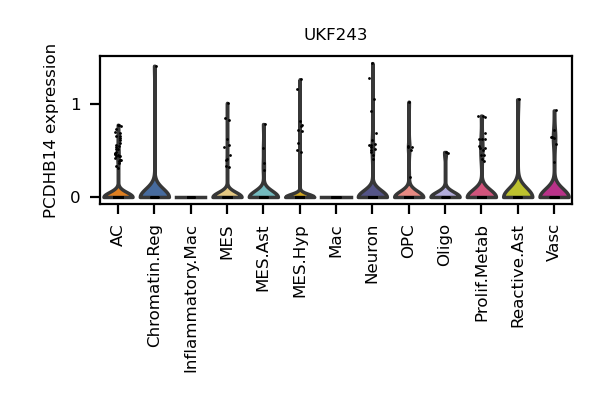 UKF243
PCDHB14 expression
1
0
AC
Chromatin.Reg
Inflammatory.Mac
MES
MES.Ast
MES.Hyp
Mac
Neuron
OPC
Oligo
Prolif.Metab
Reactive.Ast
Vasc